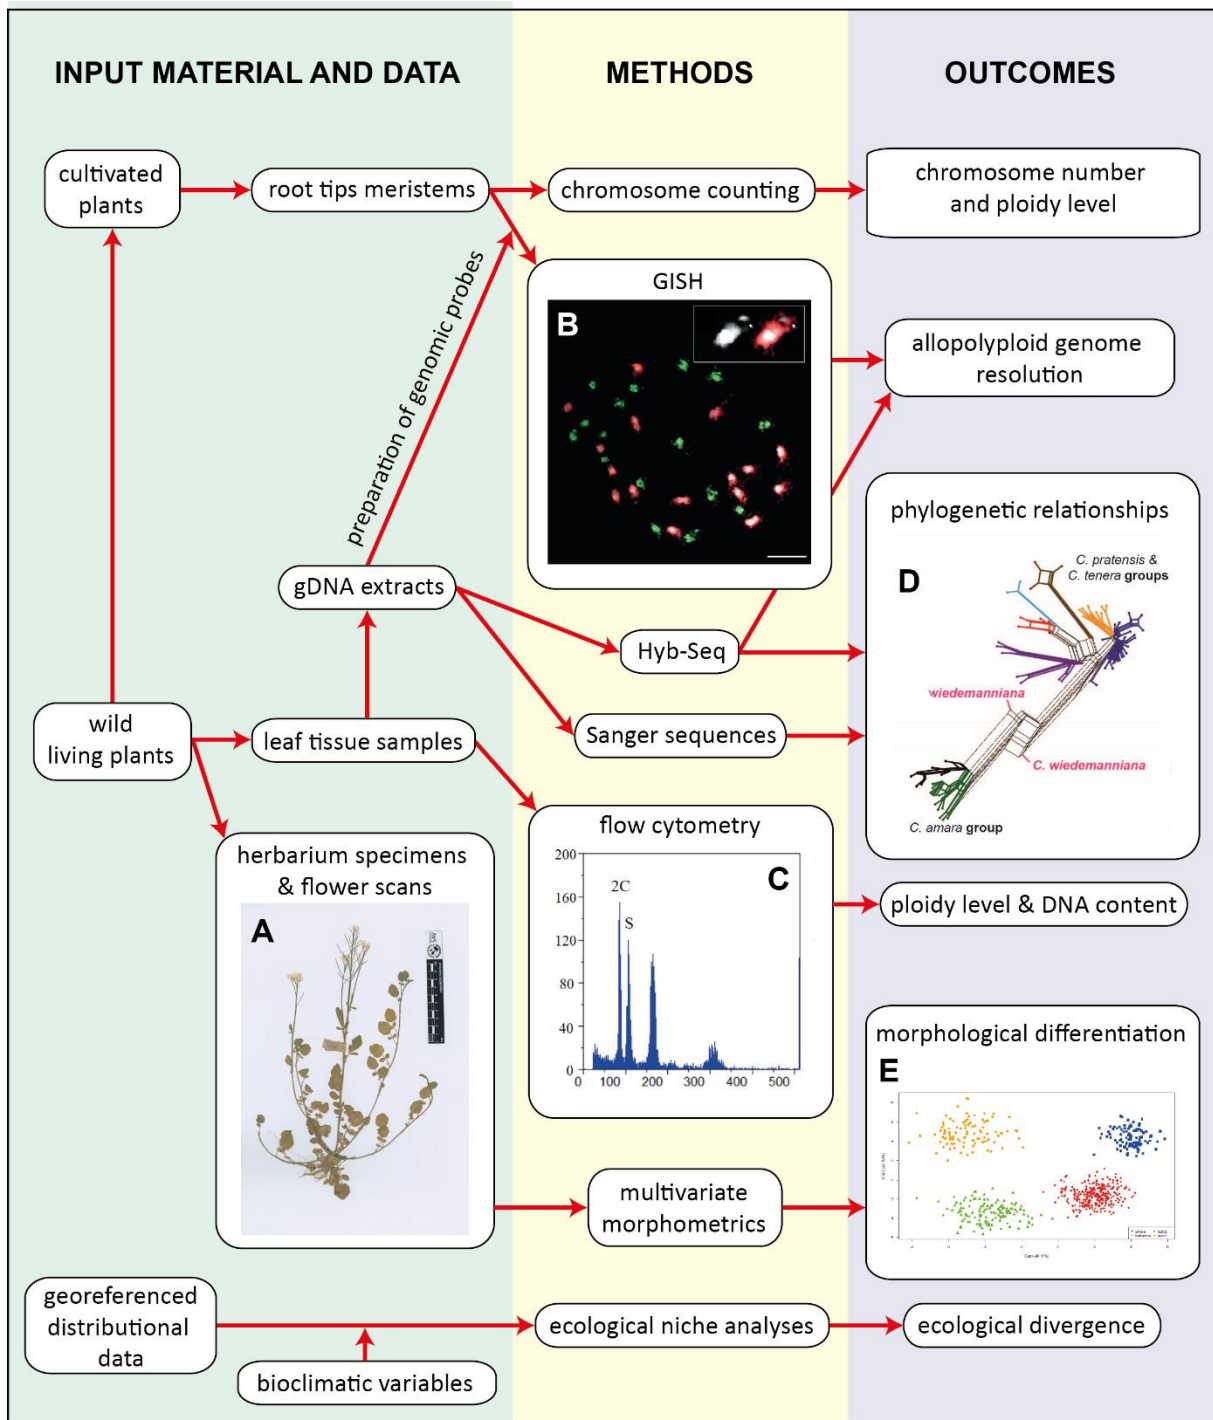 INPUT MATERIAL AND DATA
METHODS
OUTCOMES
cultivated
plants
root tips meristems
chromosome counting
chromosome number
and ploidy level
preparation of genomic probes
GISH
B
allopolyploid genome
resolution
gDNA extracts
Hyb-Seq
phylogenetic relationships
D
C. pratensis &
C. tenera groups
wiedemanniana
C. wiedemanniana
C. amara group
wild
living plants
leaf tissue samples
Sanger sequences
herbarium specimens
& flower scans
A
flow cytometry
C
200
160
120
80
40
0
2C
S
0 100 200 300 400 500
ploidy level & DNA content
morphological differentiation
E
multivariate
morphometrics
georeferenced
distributional
data
bioclimatic variables
ecological niche analyses
ecological divergence